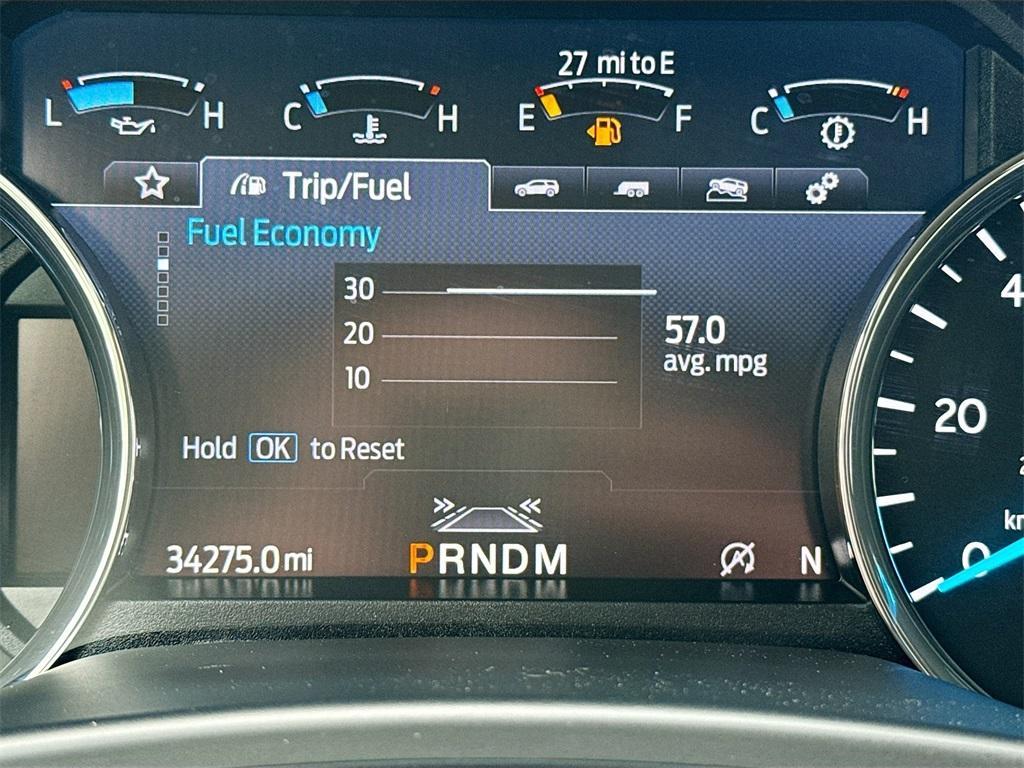 27 mi to E
L H
C H
E F
C H
Trip/Fuel
Fuel Economy
30
20
10
57.0
avg. mpg
Hold OK to Reset
34275.0 mi
PRNDM
N
4
20
0